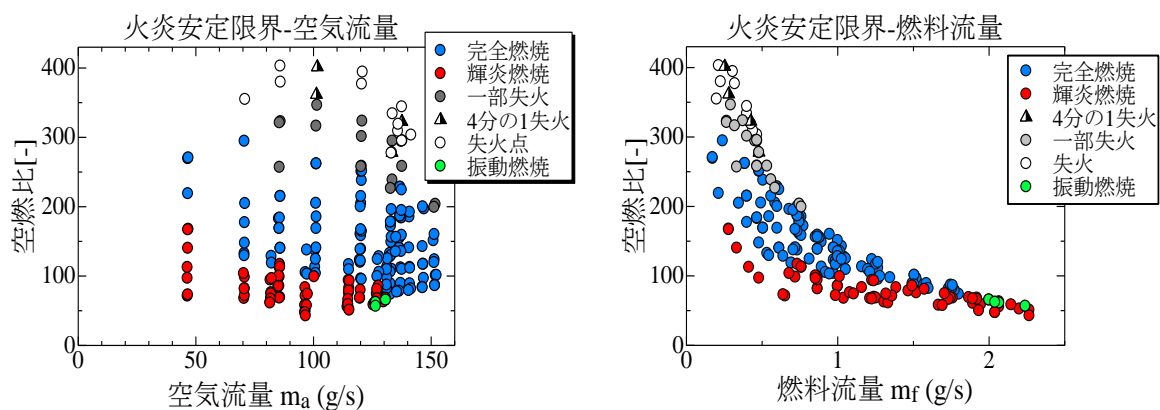 火炎安定限界-空気流量
400
300
200
100
0
0
50
100
150
空燃比[-]
空気流量 ma (g/s)
完全燃焼
輝炎燃焼
一部失火
4分の1失火
失火点
振動燃焼
火炎安定限界-燃料流量
400
300
200
100
0
0
1
2
空燃比[-]
燃料流量 mf (g/s)
完全燃焼
輝炎燃焼
4分の1失火
一部失火
失火
振動燃焼